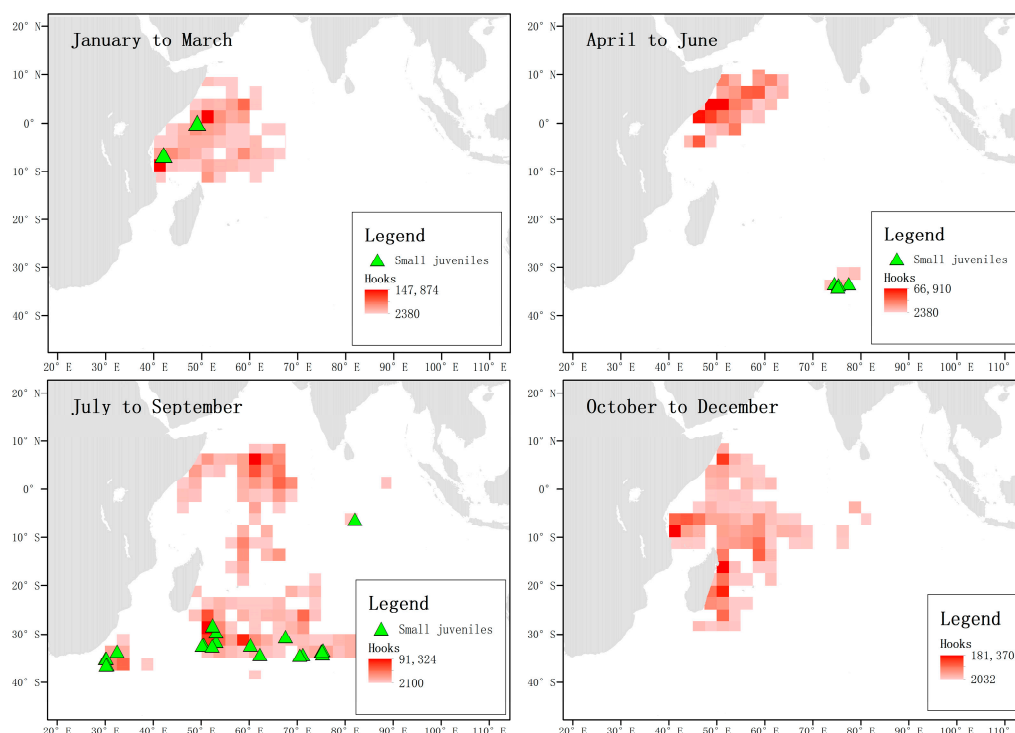 January to March
20° N
10° N
0°
10° S
20° S
30° S
40° S
Legend
Small juveniles
Hooks
147,874
2380
20° E 30° E 40° E 50° E 60° E 70° E 80° E 90° E 100° E 110° E
April to June
20° N
10° N
0°
10° S
20° S
30° S
40° S
Legend
Small juveniles
Hooks
66,910
2380
20° E 30° E 40° E 50° E 60° E 70° E 80° E 90° E 100° E 110° E
July to September
20° N
10° N
0°
10° S
20° S
30° S
40° S
Legend
Small juveniles
Hooks
91,324
2100
20° E 30° E 40° E 50° E 60° E 70° E 80° E 90° E 100° E 110° E
October to December
20° N
10° N
0°
10° S
20° S
30° S
40° S
Legend
Hooks
181,370
2032
20° E 30° E 40° E 50° E 60° E 70° E 80° E 90° E 100° E 110° E